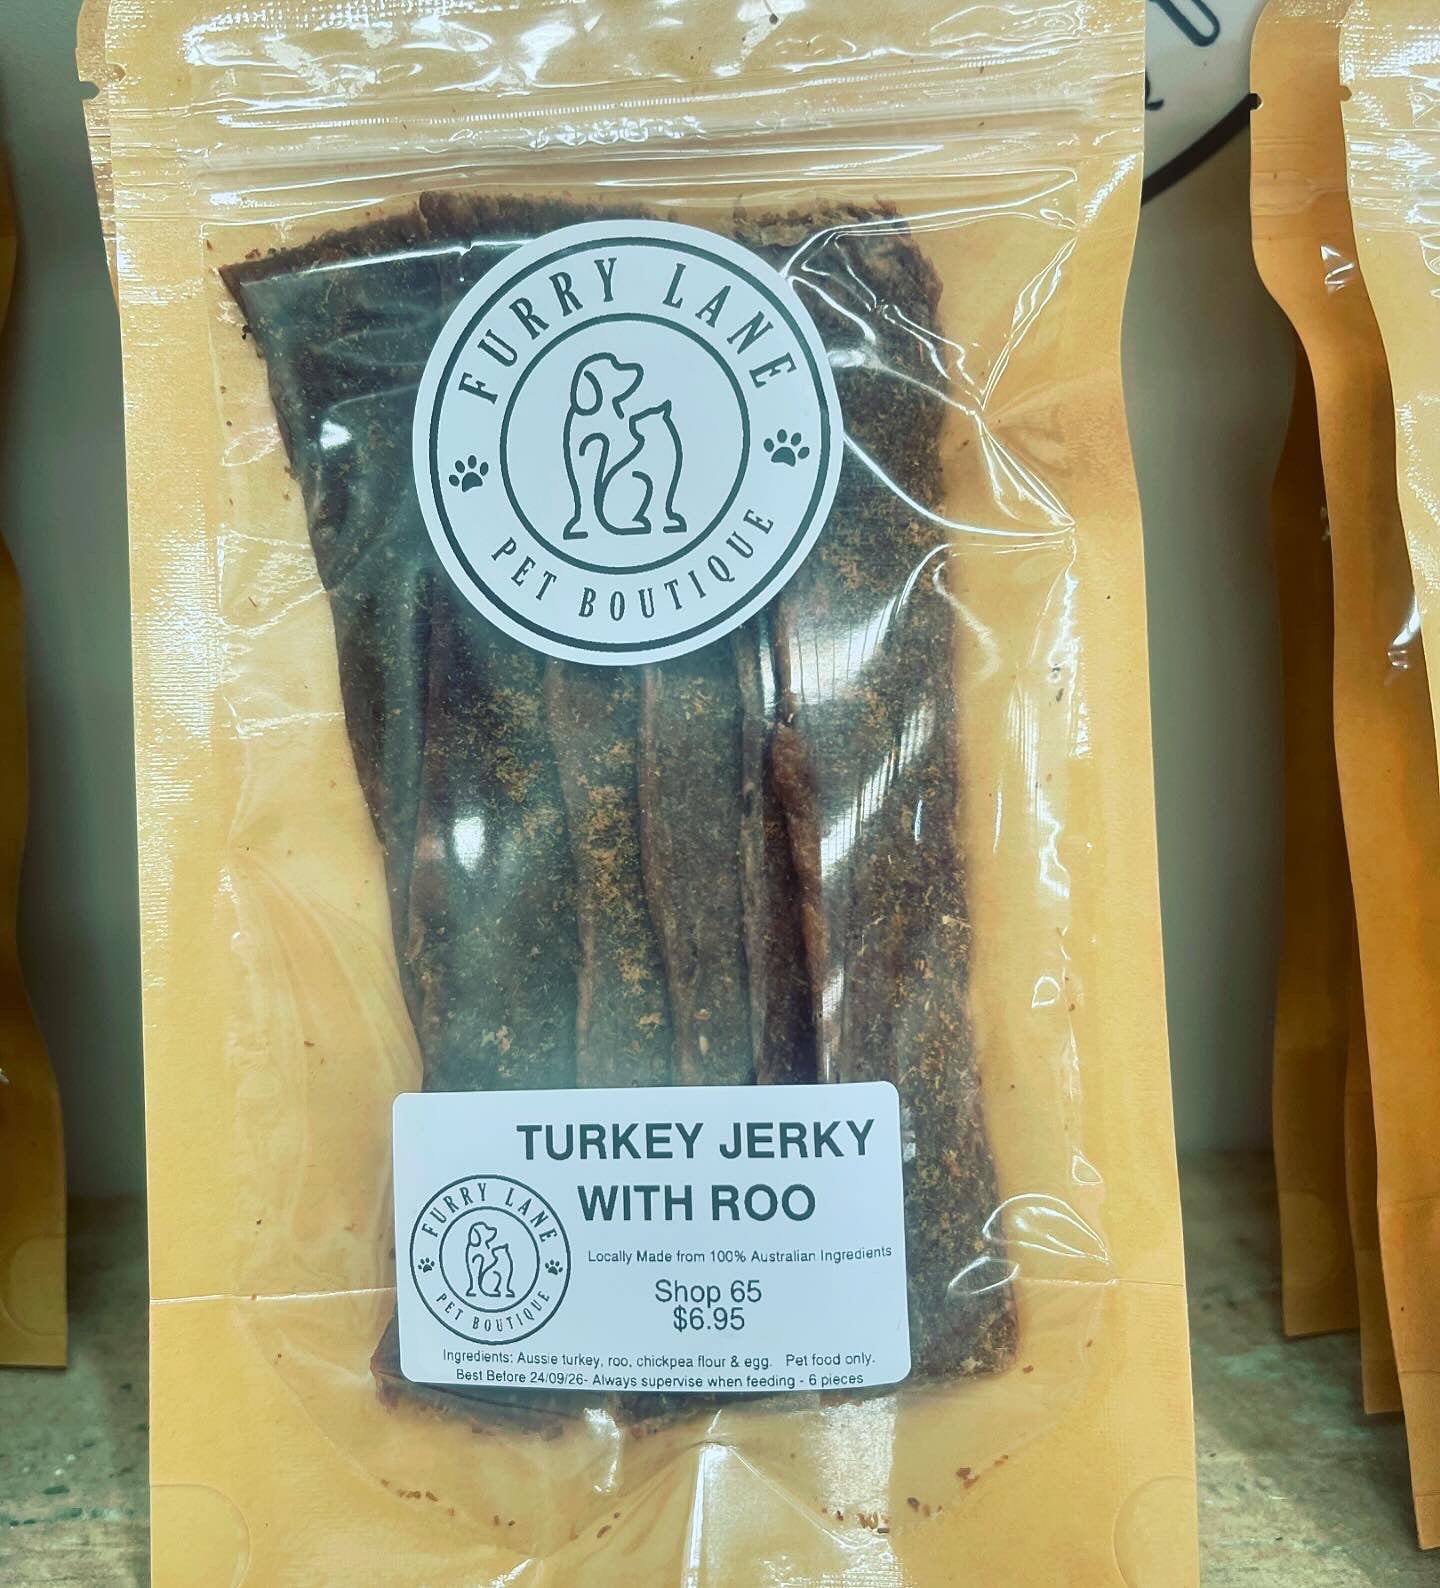 FURRY LANE
PET BOUTIQUE
TURKEY JERKY
WITH ROO
FURRY LANE
PET BOUTIQUE
Locally Made from 100% Australian Ingredients
Shop 65
$6.95
Ingredients: Aussie turkey, roo, chickpea flour & egg. Pet food only.
Best Before 24/09/26- Always supervise when feeding - 6 pieces